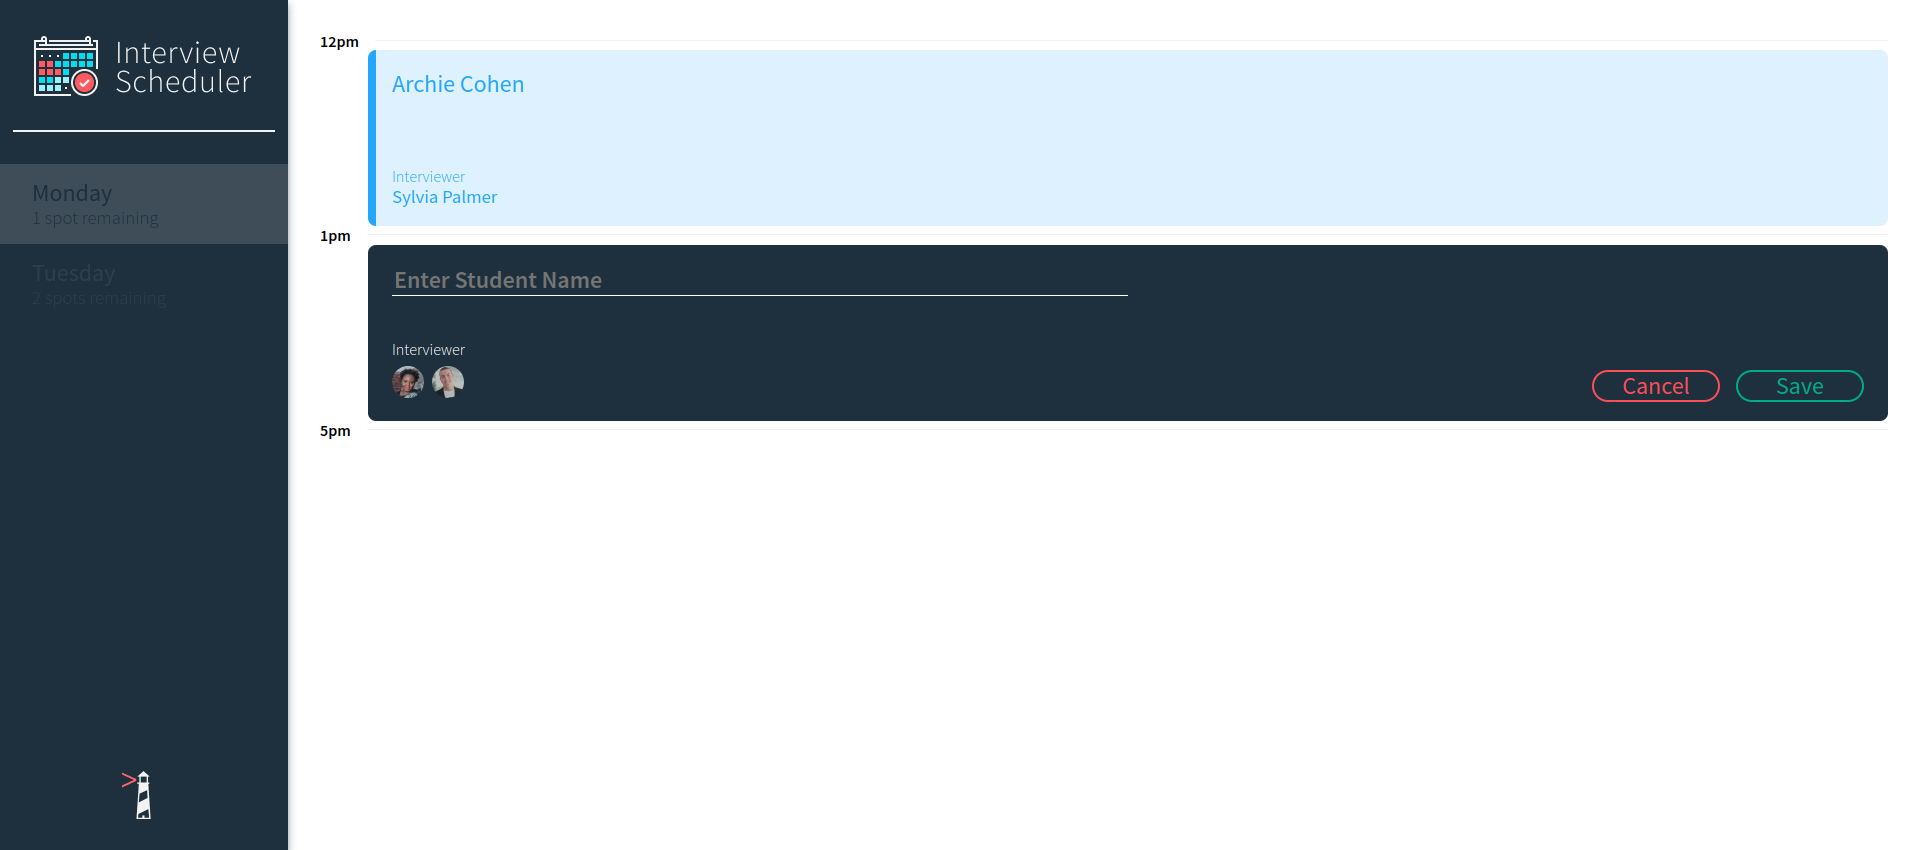 Interview
Scheduler
Monday
1 spot remaining
Tuesday
2 spots remaining
12pm
Archie Cohen
Interviewer
Sylvia Palmer
1pm
Enter Student Name
Interviewer
Cancel Save
5pm